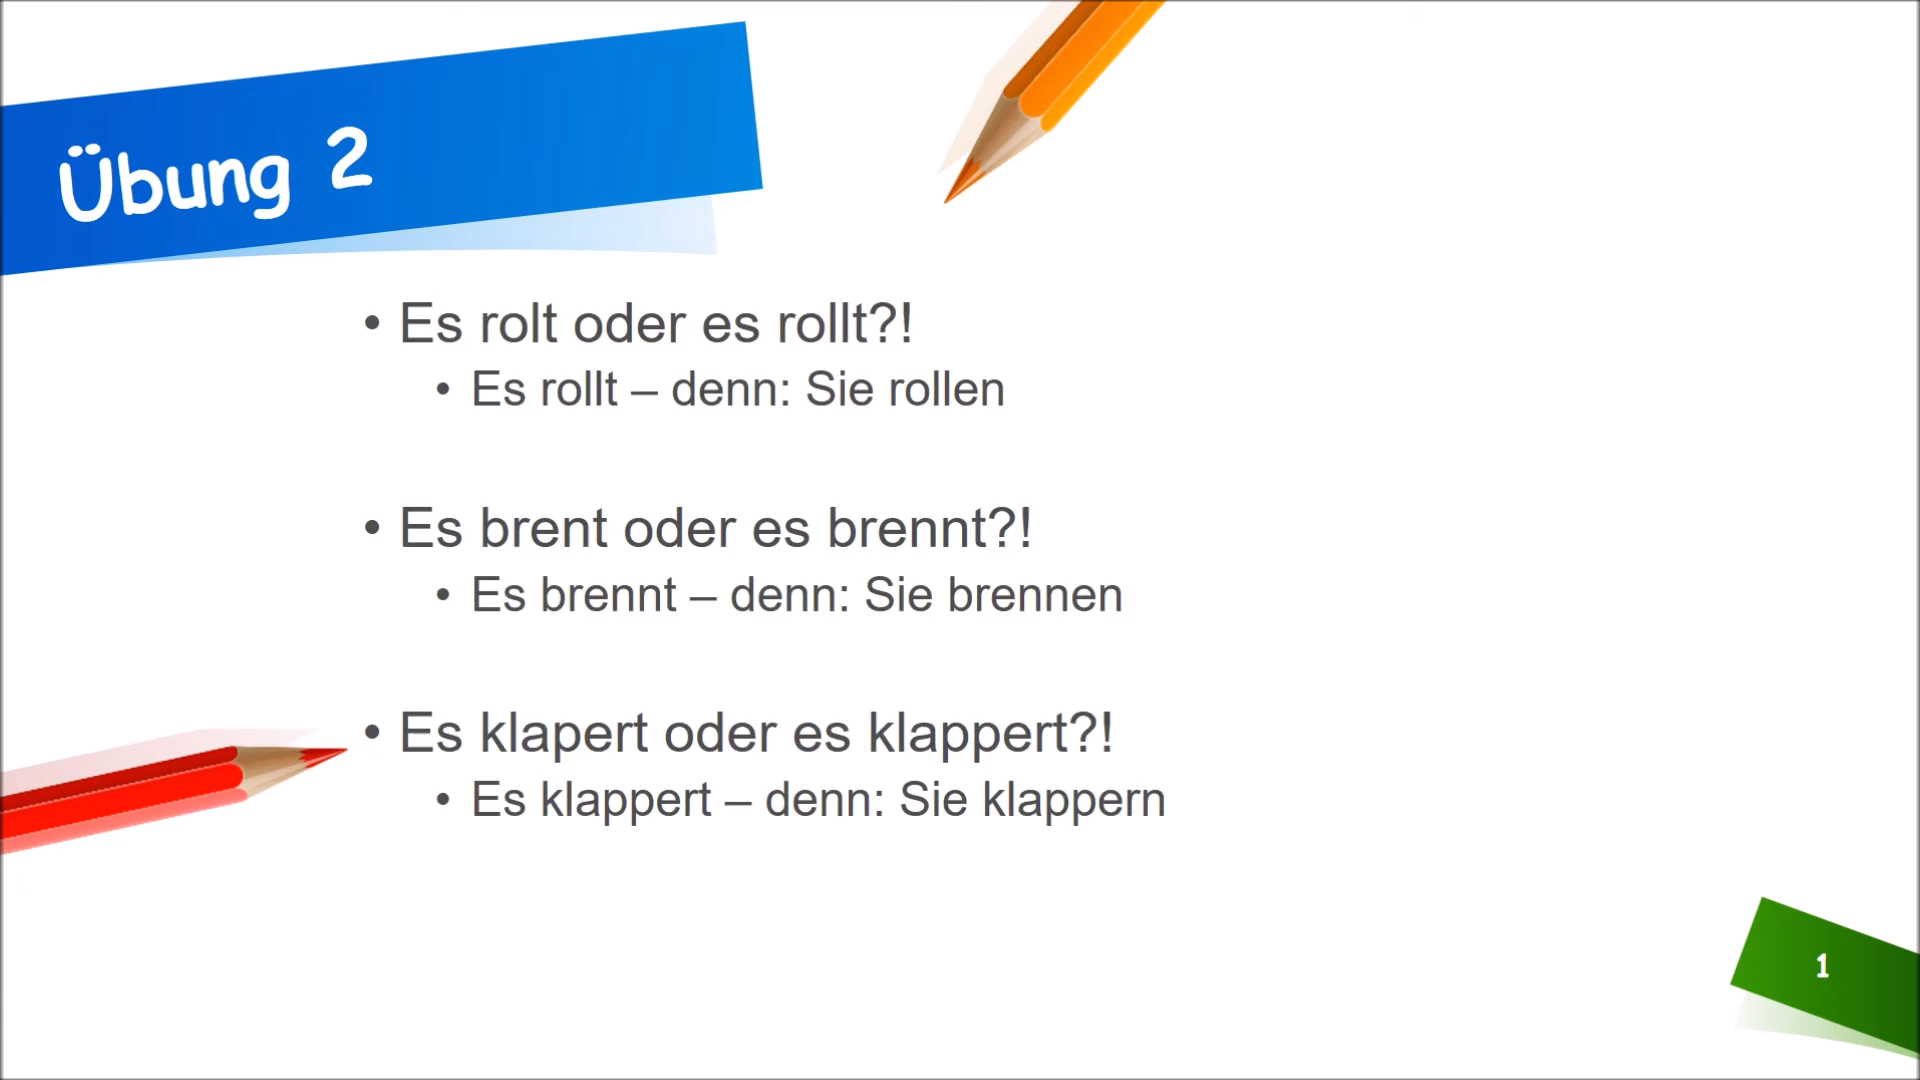 Übung 2
• Es rolt oder es rollt?!
• Es rollt – denn: Sie rollen
• Es brent oder es brennt?!
• Es brennt – denn: Sie brennen
• Es klapert oder es klappert?!
• Es klappert – denn: Sie klappern
1